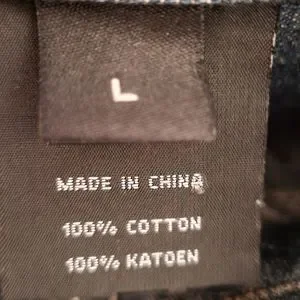 L
MADE IN CHINA
100% COTTON
100% KATOEN